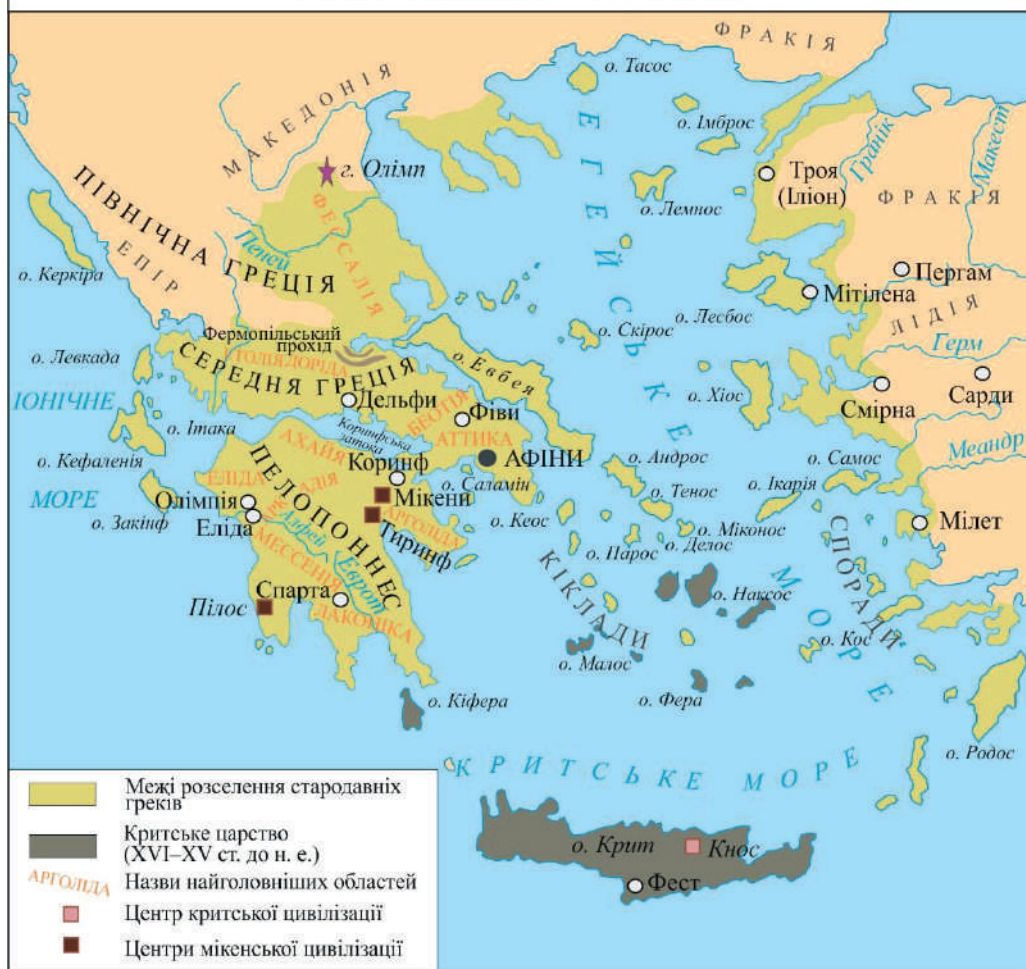 ФРАКІЯ
о. Тасос
МАКЕДОНІЯ
о. Імброс
Гранік
Макест
г. Олімп
ЕГЕЙСЬКЕ МОРЕ
Троя
(Іліон)
ФРАКІЯ
о. Лемнос
ПІВНІЧНА ГРЕЦІЯ
ФЕССАЛІЯ
Пеней
ЕПІР
о. Керкіра
Пергам
Мітілена
ЛІДІЯ
о. Скірос
о. Лесбос
Герм
Фермопільський
прохід
о. Левкада
ЕТОЛІЯ
ДОРІДА
СЕРЕДНЯ ГРЕЦІЯ
о. Евбея
ІОНІЧНЕ
МОРЕ
Дельфи
БЕОТІЯ
Фіви
о. Хіос
Смірна
Сарди
о. Ітака
Коринфська
затока
АТТИКА
АХАЙЯ
Меандр
о. Кефаленія
Коринф
АФІНИ
о. Андрос
о. Самос
ПЕЛОПОННЕС
ЕЛІДА
АРКАДІЯ
о. Саламін
Мікени
Олімпія
о. Тенос
о. Ікарія
о. Закінф
Еліда
АРГОЛІДА
о. Кеос
о. Міконос
Мілет
Алфей
Тиринф
о. Парос
о. Делос
СПОРАДИ
МЕССЕНІЯ
Еврот
КІКЛАДИ
Спарта
о. Наксос
Пілос
ЛАКОНІКА
о. Кос
о. Малос
о. Фера
о. Кіфера
о. Родос
КРИТСЬКЕ МОРЕ
о. Крит
Кнос
Фест
Межі розселення стародавніх
греків
Критське царство
(XVI–XV ст. до н. е.)
АРГОЛІДА
Назви найголовніших областей
Центр критської цивілізації
Центри мікенської цивілізації